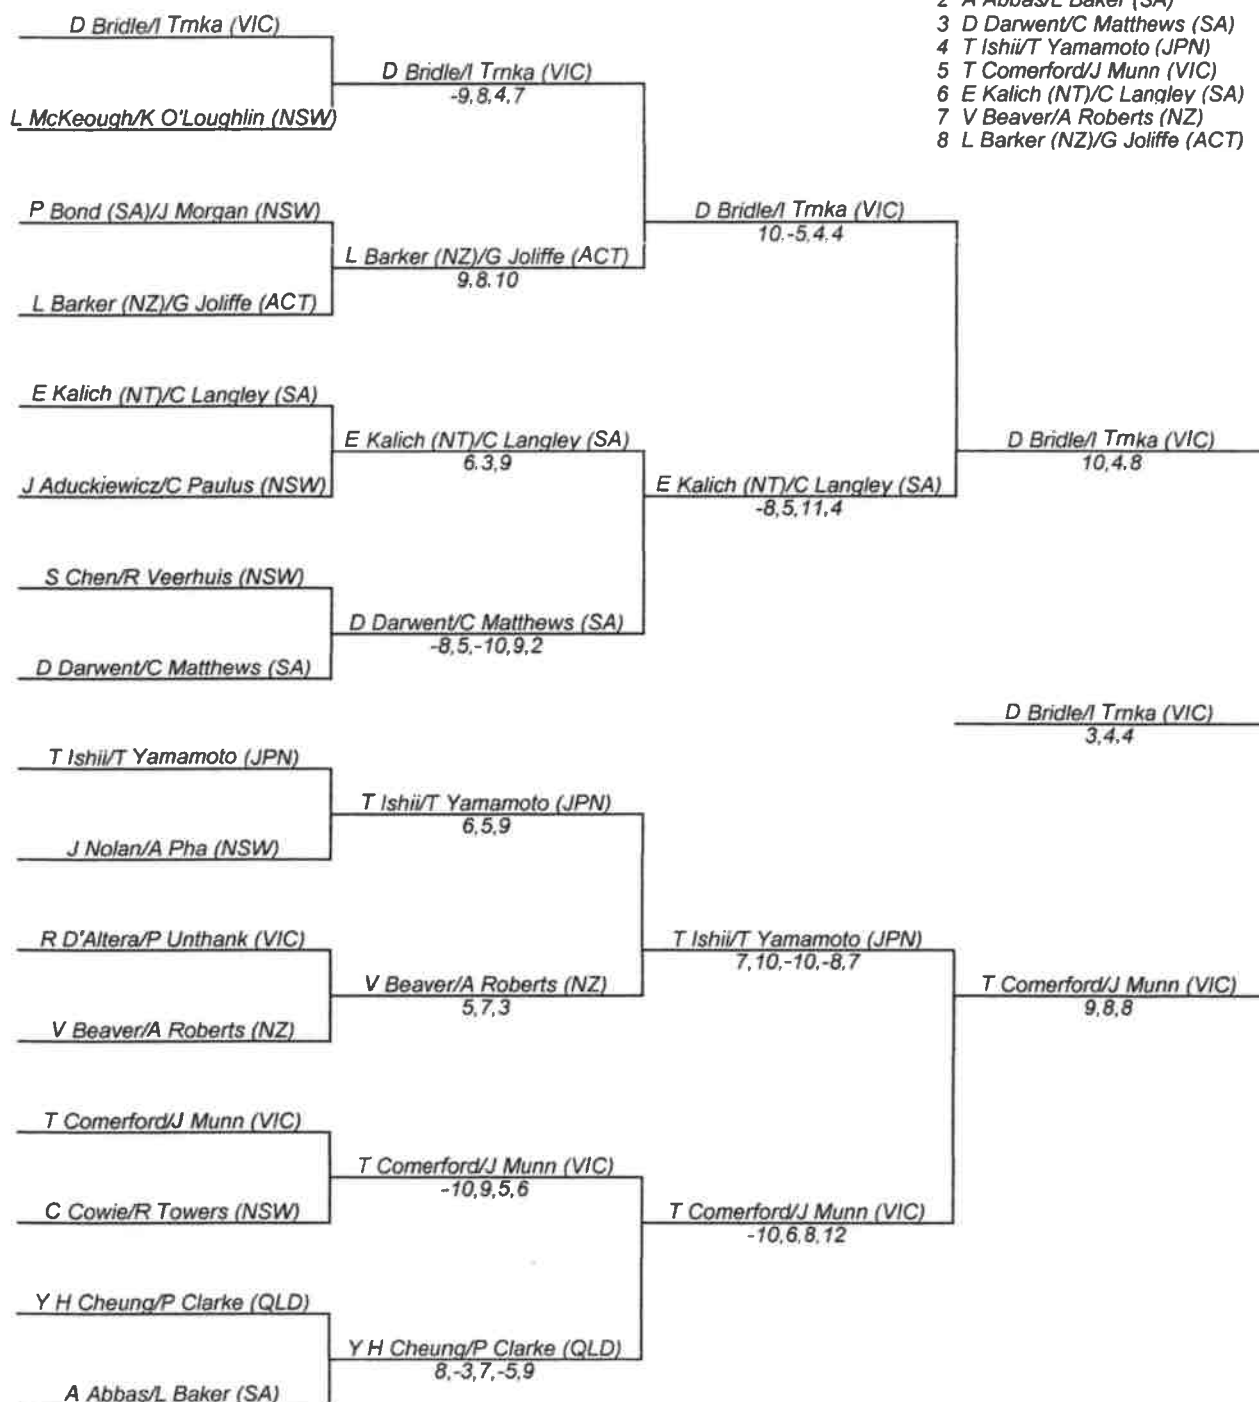 2 A Abbas/L Baker (SA)
3 D Darwent/C Matthews (SA)
4 T Ishii/T Yamamoto (JPN)
5 T Comerford/J Munn (VIC)
6 E Kalich (NT)/C Langley (SA)
7 V Beaver/A Roberts (NZ)
8 L Barker (NZ)/G Joliffe (ACT)
D Bridle/I Trnka (VIC)
D Bridle/I Trnka (VIC)
-9,8,4,7
L McKeough/K O'Loughlin (NSW)
P Bond (SA)/J Morgan (NSW)
D Bridle/I Trnka (VIC)
10,-5,4,4
L Barker (NZ)/G Joliffe (ACT)
9,8,10
L Barker (NZ)/G Joliffe (ACT)
E Kalich (NT)/C Langley (SA)
E Kalich (NT)/C Langley (SA)
6,3,9
D Bridle/I Trnka (VIC)
10,4,8
J Aduckiewicz/C Paulus (NSW)
E Kalich (NT)/C Langley (SA)
-8,5,11,4
S Chen/R Veerhuis (NSW)
D Darwent/C Matthews (SA)
-8,5,-10,9,2
D Darwent/C Matthews (SA)
D Bridle/I Trnka (VIC)
3,4,4
T Ishii/T Yamamoto (JPN)
T Ishii/T Yamamoto (JPN)
6,5,9
J Nolan/A Pha (NSW)
R D'Altera/P Unthank (VIC)
T Ishii/T Yamamoto (JPN)
7,10,-10,-8,7
V Beaver/A Roberts (NZ)
5,7,3
T Comerford/J Munn (VIC)
9,8,8
V Beaver/A Roberts (NZ)
T Comerford/J Munn (VIC)
T Comerford/J Munn (VIC)
-10,9,5,6
C Cowie/R Towers (NSW)
T Comerford/J Munn (VIC)
-10,6,8,12
Y H Cheung/P Clarke (QLD)
Y H Cheung/P Clarke (QLD)
8,-3,7,-5,9
A Abbas/L Baker (SA)